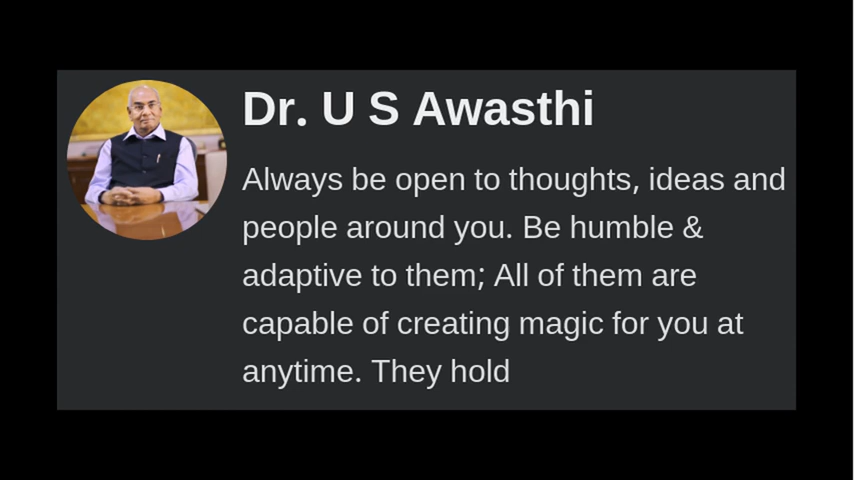 Dr. U S Awasthi
Always be open to thoughts, ideas and
people around you. Be humble &
adaptive to them; All of them are
capable of creating magic for you at
anytime. They hold